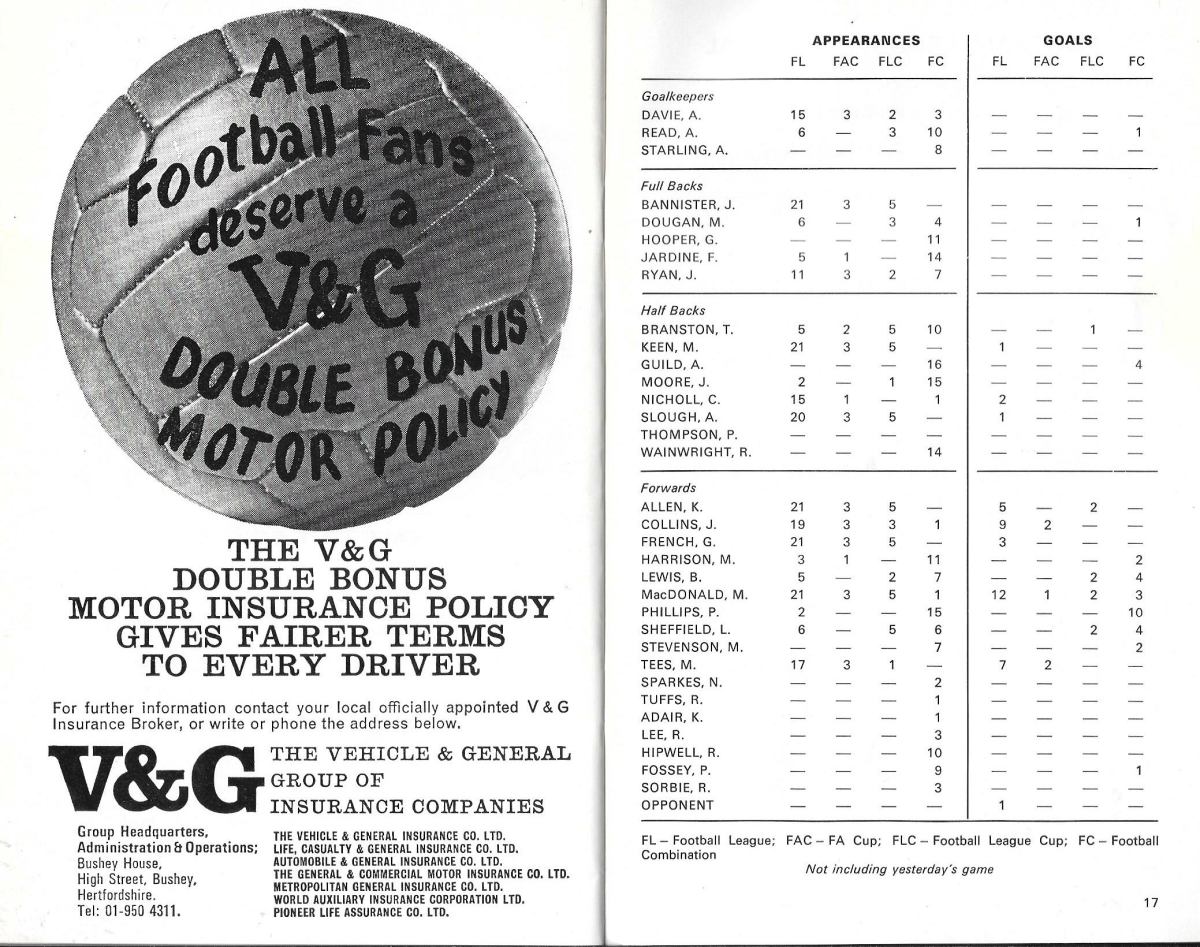 ALL
Football Fans
deserve a
V&G
DOUBLE BONUS
MOTOR POLICY
THE V&G
DOUBLE BONUS
MOTOR INSURANCE POLICY
GIVES FAIRER TERMS
TO EVERY DRIVER
For further information contact your local officially appointed V & G
Insurance Broker, or write or phone the address below.
V&G
THE VEHICLE & GENERAL
GROUP OF
INSURANCE COMPANIES
Group Headquarters,
Administration & Operations;
Bushey House,
High Street, Bushey,
Hertfordshire.
Tel: 01-950 4311.
THE VEHICLE & GENERAL INSURANCE CO. LTD.
LIFE, CASUALTY & GENERAL INSURANCE CO. LTD.
AUTOMOBILE & GENERAL INSURANCE CO. LTD.
THE GENERAL & COMMERCIAL MOTOR INSURANCE CO. LTD.
METROPOLITAN GENERAL INSURANCE CO. LTD.
WORLD AUXILIARY INSURANCE CORPORATION LTD.
PIONEER LIFE ASSURANCE CO. LTD.
APPEARANCES GOALS
FL FAC FLC FC FL FAC FLC FC
Goalkeepers
DAVIE, A. 15 3 2 3 — — — —
READ, A. 6 — 3 10 — — — 1
STARLING, A. — — — 8 — — — —
Full Backs
BANNISTER, J. 21 3 5 — — — — —
DOUGAN, M. 6 — 3 4 — — — 1
HOOPER, G. — — — 11 — — — —
JARDINE, F. 5 1 — 14 — — — —
RYAN, J. 11 3 2 7 — — — —
Half Backs
BRANSTON, T. 5 2 5 10 — — 1 —
KEEN, M. 21 3 5 — 1 — — —
GUILD, A. — — — 16 — — — 4
MOORE, J. 2 — 1 15 — — — —
NICHOLL, C. 15 1 — 1 2 — — —
SLOUGH, A. 20 3 5 — 1 — — —
THOMPSON, P. — — — — — — — —
WAINWRIGHT, R. — — — 14 — — — —
Forwards
ALLEN, K. 21 3 5 — 5 — 2 —
COLLINS, J. 19 3 3 1 9 2 — —
FRENCH, G. 21 3 5 — 3 — — —
HARRISON, M. 3 1 — 11 — — — 2
LEWIS, B. 5 — 2 7 — — 2 4
MacDONALD, M. 21 3 5 1 12 1 2 3
PHILLIPS, P. 2 — — 15 — — — 10
SHEFFIELD, L. 6 — 5 6 — — 2 4
STEVENSON, M. — — — 7 — — — 2
TEES, M. 17 3 1 — 7 2 — —
SPARKES, N. — — — 2 — — — —
TUFFS, R. — — — 1 — — — —
ADAIR, K. — — — 1 — — — —
LEE, R. — — — 3 — — — —
HIPWELL, R. — — — 10 — — — —
FOSSEY, P. — — — 9 — — — 1
SORBIE, R. — — — 3 — — — —
OPPONENT — — — — 1 — — —
FL – Football League; FAC – FA Cup; FLC – Football League Cup; FC – Football
Combination
Not including yesterday's game
17